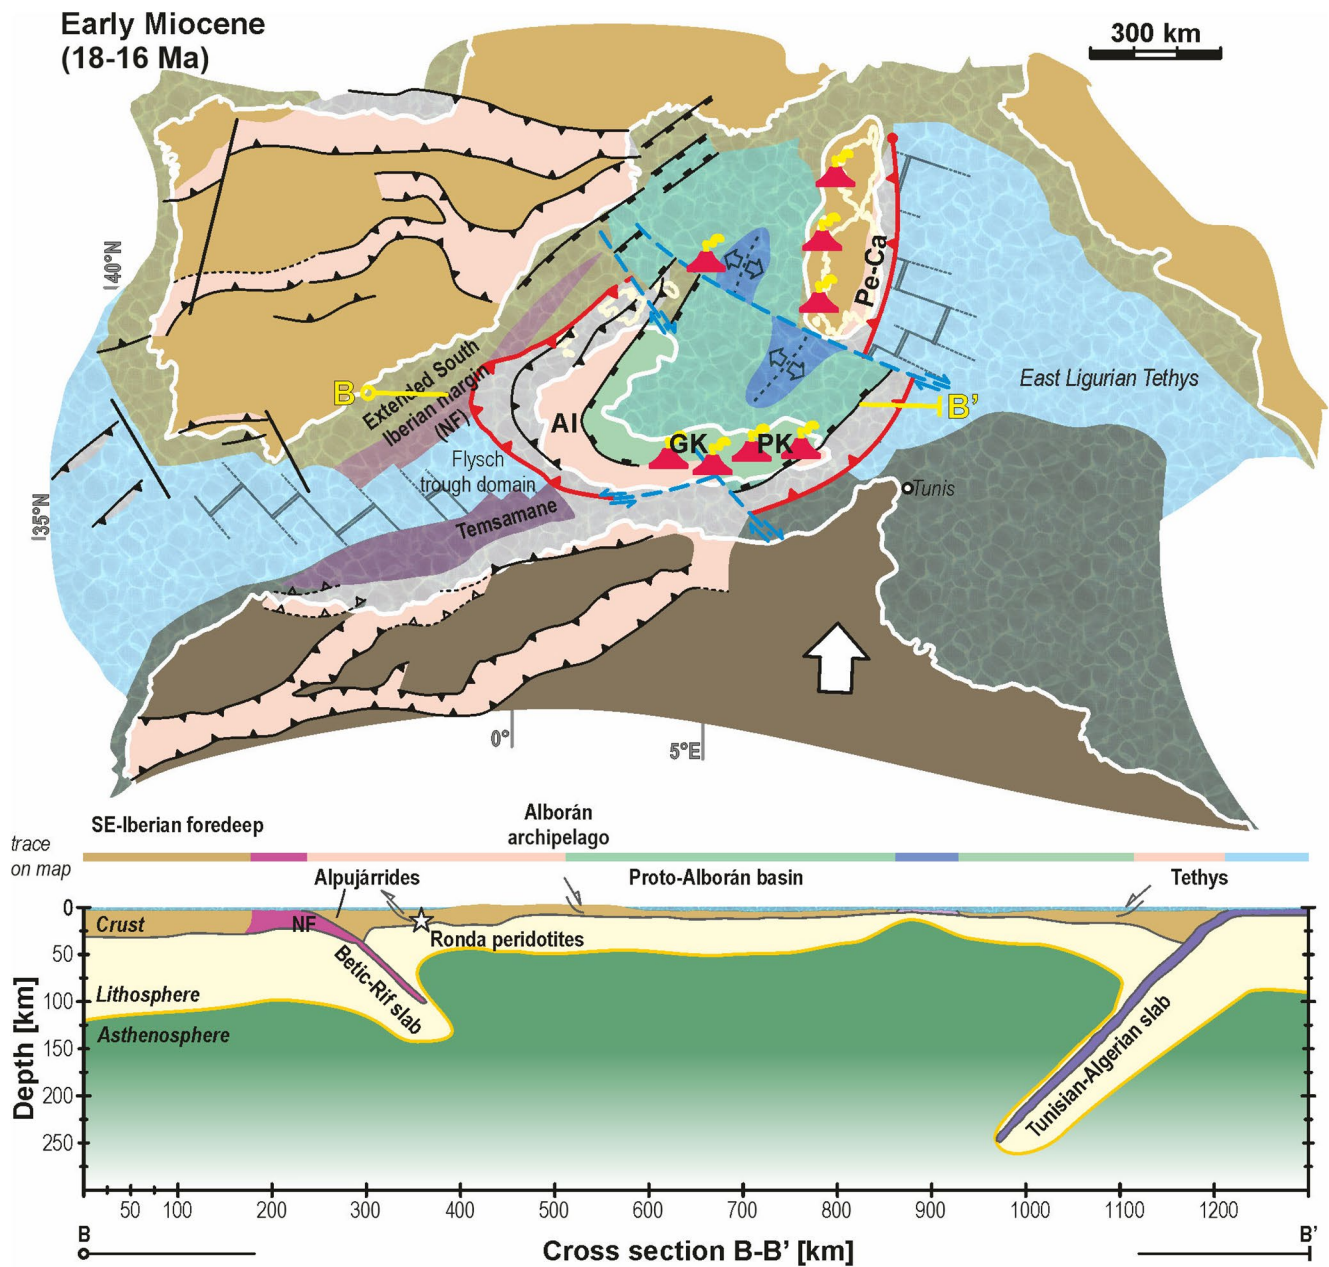 Early Miocene
(18-16 Ma)
300 km
40°N
Pe-Ca
East Ligurian Tethys
B
B'
Extended South
Iberian margin
(NF)
AI
GK
PK
Flysch
trough domain
Tunis
35°N
Temsamane
0°
5°E
SE-Iberian foredeep
Alborán
archipelago
trace
on map
Alpujárrides
Proto-Alborán basin
Tethys
0
Crust
NF
Ronda peridotites
50
Betic-Rif slab
Lithosphere
100
Asthenosphere
150
Tunisian-Algerian slab
200
250
Depth [km]
50 100 200 300 400 500 600 700 800 900 1000 1100 1200
B
B'
Cross section B-B' [km]